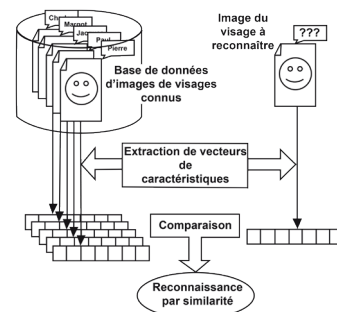 Margot
Paul
Pierre
Base de données
d'images de visages
connus
Image du
visage à
reconnaître
???
Extraction de vecteurs
de
caractéristiques
Comparaison
Reconnaissance
par similarité